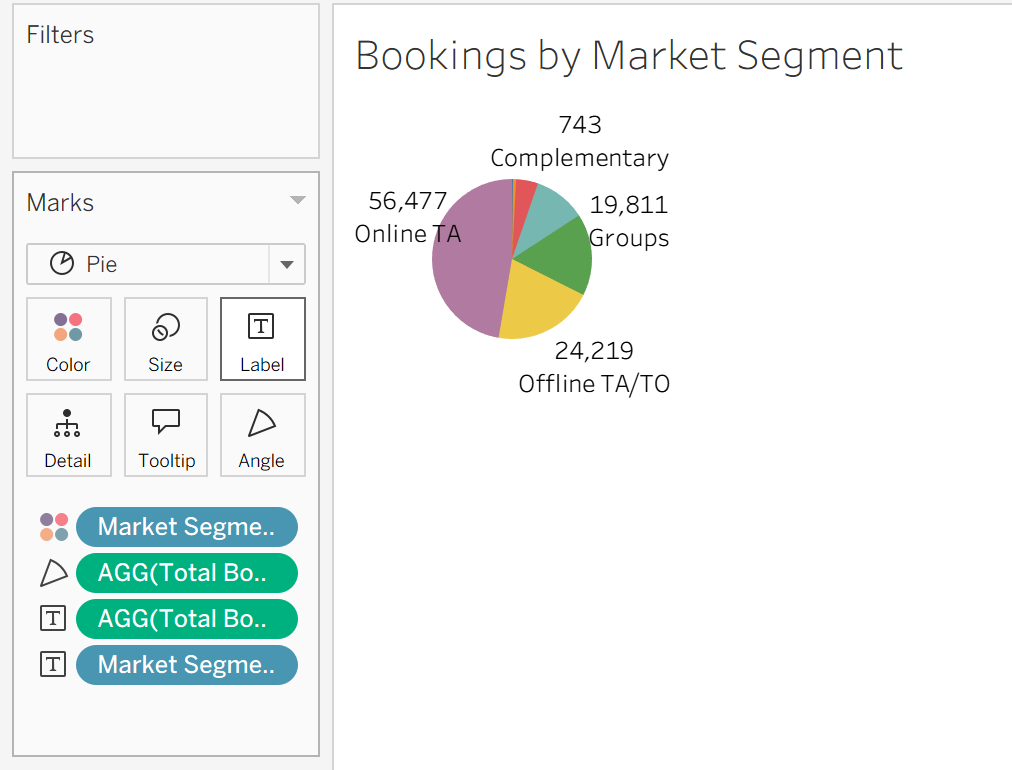 Filters
Marks
Pie
Color
Size
T
Label
Detail
Tooltip
Angle
Market Segme..
AGG(Total Bo..
T
AGG(Total Bo..
T
Market Segme..
Bookings by Market Segment
743
Complementary
56,477
Online TA
19,811
Groups
24,219
Offline TA/TO